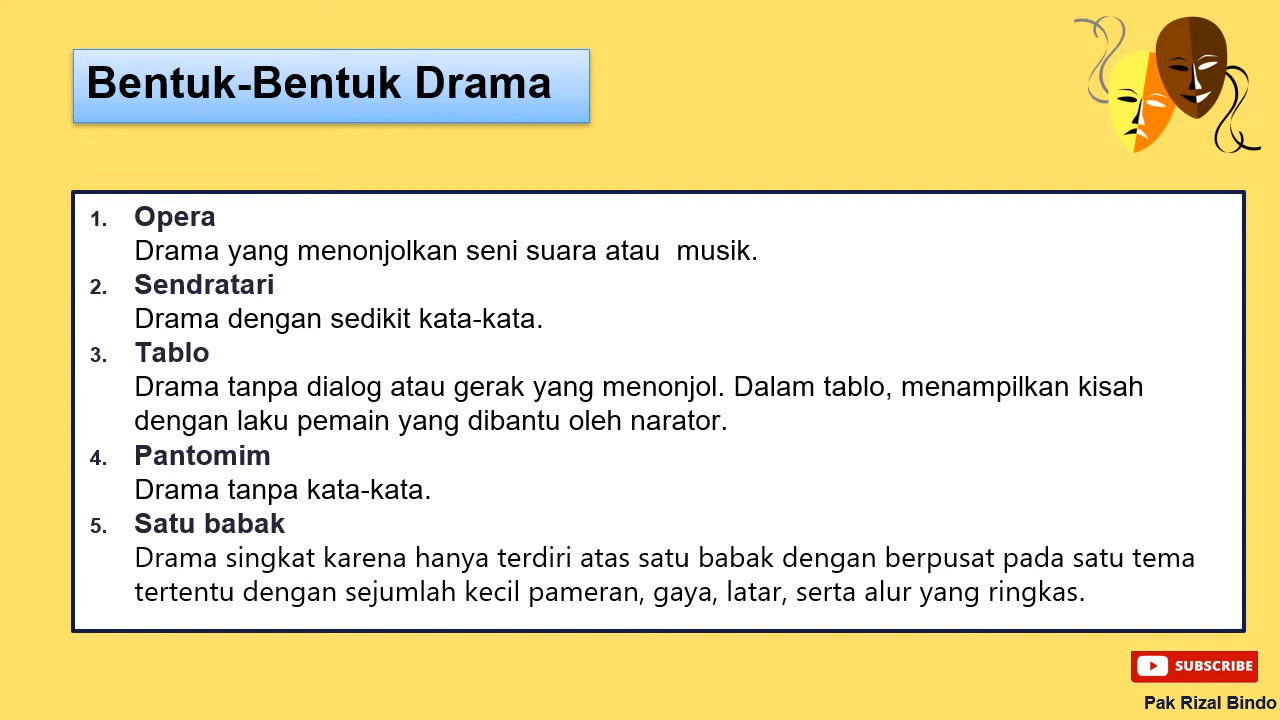 Bentuk-Bentuk Drama
1. Opera
Drama yang menonjolkan seni suara atau  musik.
2. Sendratari
Drama dengan sedikit kata-kata.
3. Tablo
Drama tanpa dialog atau gerak yang menonjol. Dalam tablo, menampilkan kisah
dengan laku pemain yang dibantu oleh narator.
4. Pantomim
Drama tanpa kata-kata.
5. Satu babak
Drama singkat karena hanya terdiri atas satu babak dengan berpusat pada satu tema
tertentu dengan sejumlah kecil pameran, gaya, latar, serta alur yang ringkas.
SUBSCRIBE
Pak Rizal Bindo